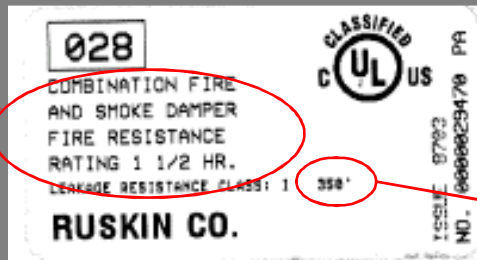 028
COMBINATION FIRE
AND SMOKE DAMPER
FIRE RESISTANCE
RATING 1 1/2 HR.
LEAKAGE RESISTANCE CLASS: 1 350°
RUSKIN CO.
CLASSIFIED
C UL US
ISSUE 8703
NO. 0000029470 PA